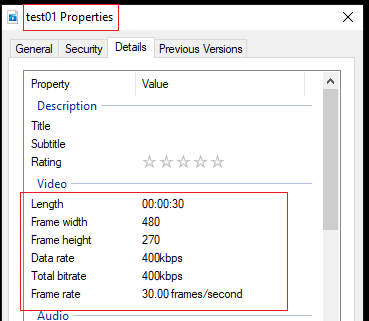 test01 Properties
General Security Details Previous Versions
Property Value
Description
Title
Subtitle
Rating
Video
Length 00:00:30
Frame width 480
Frame height 270
Data rate 400kbps
Total bitrate 400kbps
Frame rate 30.00 frames/second
Audio